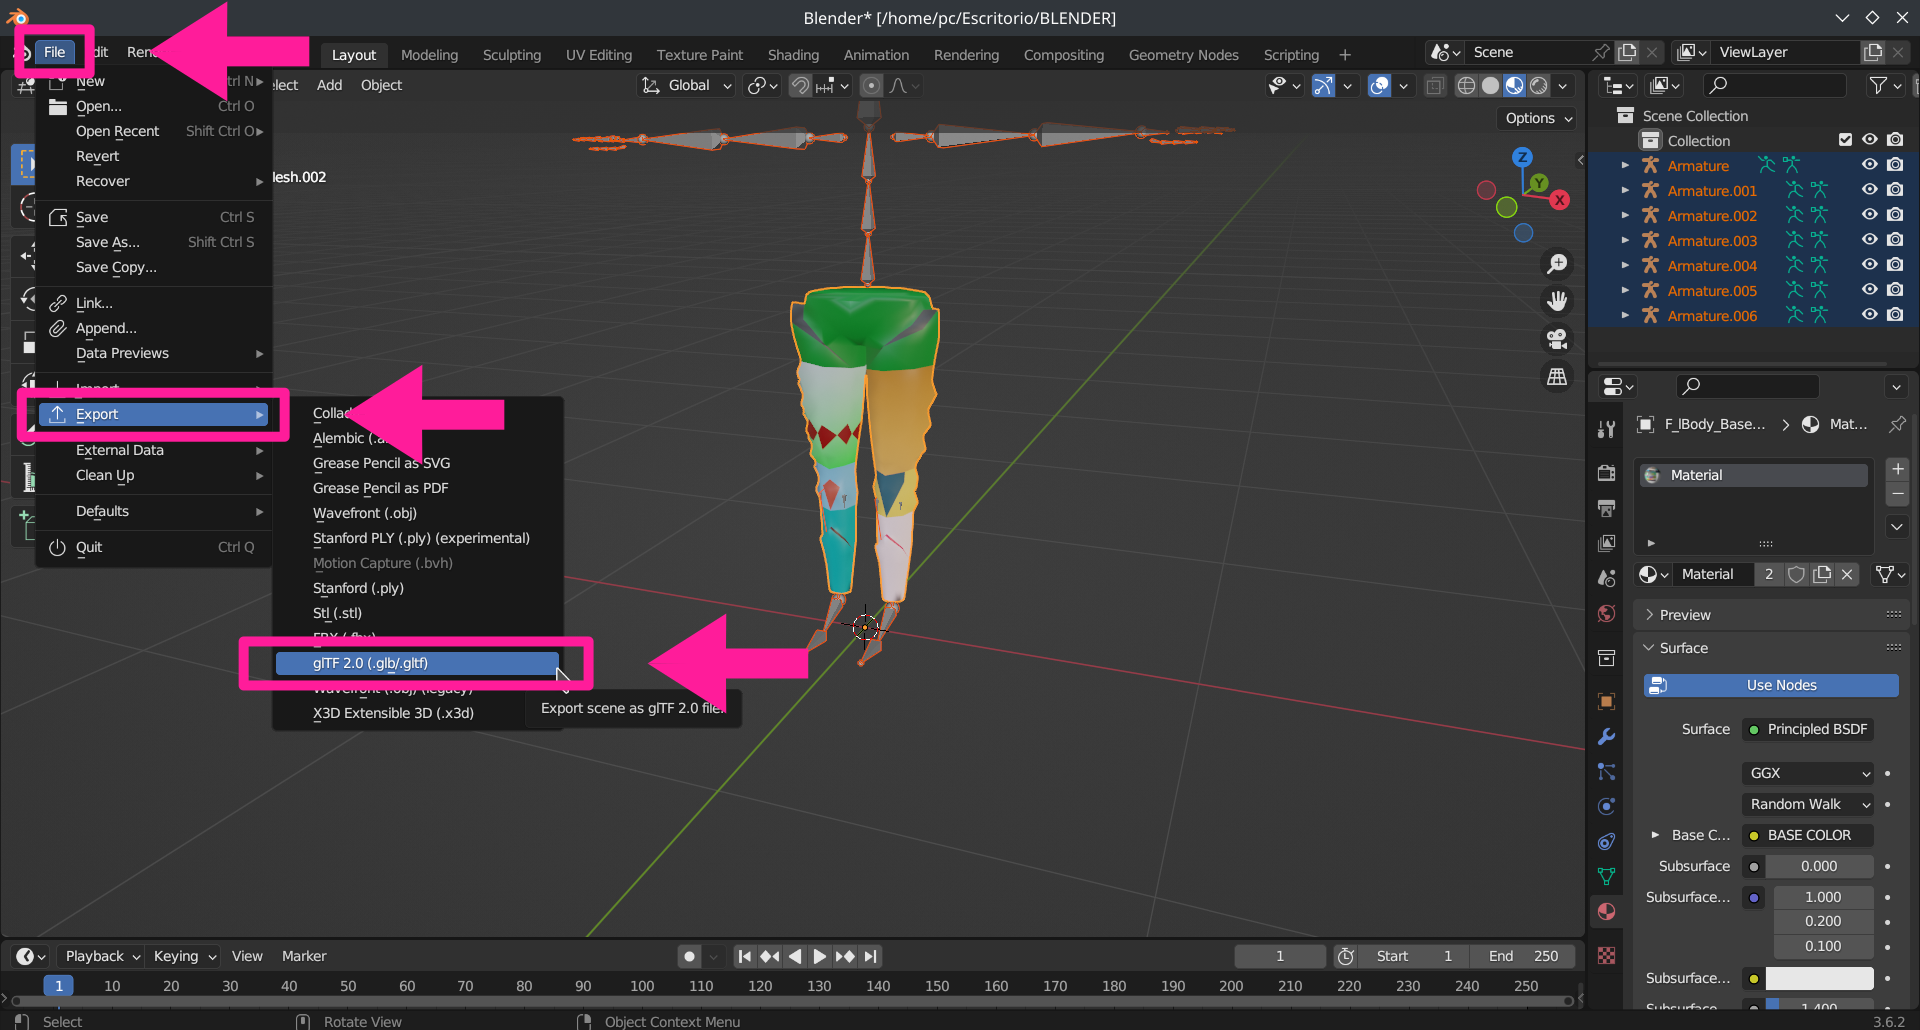 Blender* [/home/pc/Escritorio/BLENDER]
File
Layout Modeling Sculpting UV Editing Texture Paint Shading Animation Rendering Compositing Geometry Nodes Scripting +
Scene
ViewLayer
Add Object
Global
Options
New
Open... Ctrl O
Open Recent Shift Ctrl O
Revert
Recover
Save Ctrl S
Save As... Shift Ctrl S
Save Copy...
Link...
Append...
Data Previews
Import
Export
External Data
Clean Up
Defaults
Quit Ctrl Q
Alembic
Grease Pencil as SVG
Grease Pencil as PDF
Wavefront (.obj)
Stanford PLY (.ply) (experimental)
Motion Capture (.bvh)
Stanford (.ply)
Stl (.stl)
FBX (.fbx)
glTF 2.0 (.glb/.gltf)
Wavefront (.obj) (legacy)
X3D Extensible 3D (.x3d)
Export scene as glTF 2.0 file.
Z
Y
X
Scene Collection
Collection
Armature
Armature.001
Armature.002
Armature.003
Armature.004
Armature.005
Armature.006
F_lBody_Base... Mat...
Material
Material 2
Preview
Surface
Use Nodes
Surface Principled BSDF
GGX
Random Walk
Base C... BASE COLOR
Subsurface 0.000
Subsurface... 1.000
0.200
0.100
Subsurface...
Subsurface... 1.400
Playback Keying View Marker
1 Start 1 End 250
1 10 20 30 40 50 60 70 80 90 100 110 120 130 140 150 160 170 180 190 200 210 220 230 240 250
Select Rotate View Object Context Menu
3.6.2